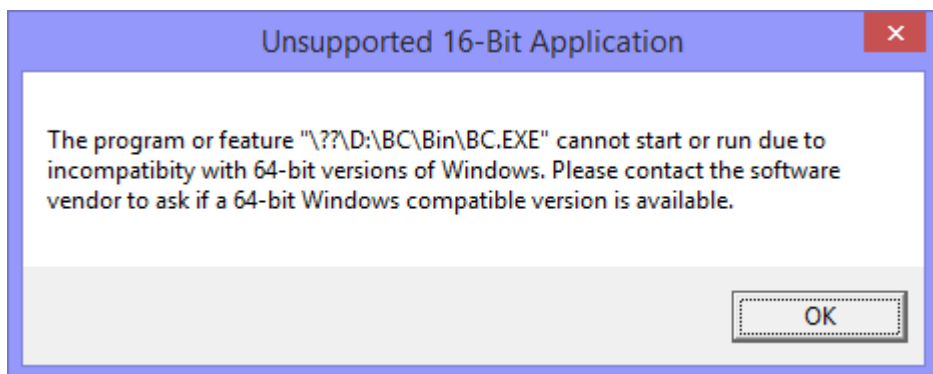 Unsupported 16-Bit Application
The program or feature "\??\D:\BC\Bin\BC.EXE" cannot start or run due to
incompatibity with 64-bit versions of Windows. Please contact the software
vendor to ask if a 64-bit Windows compatible version is available.
OK